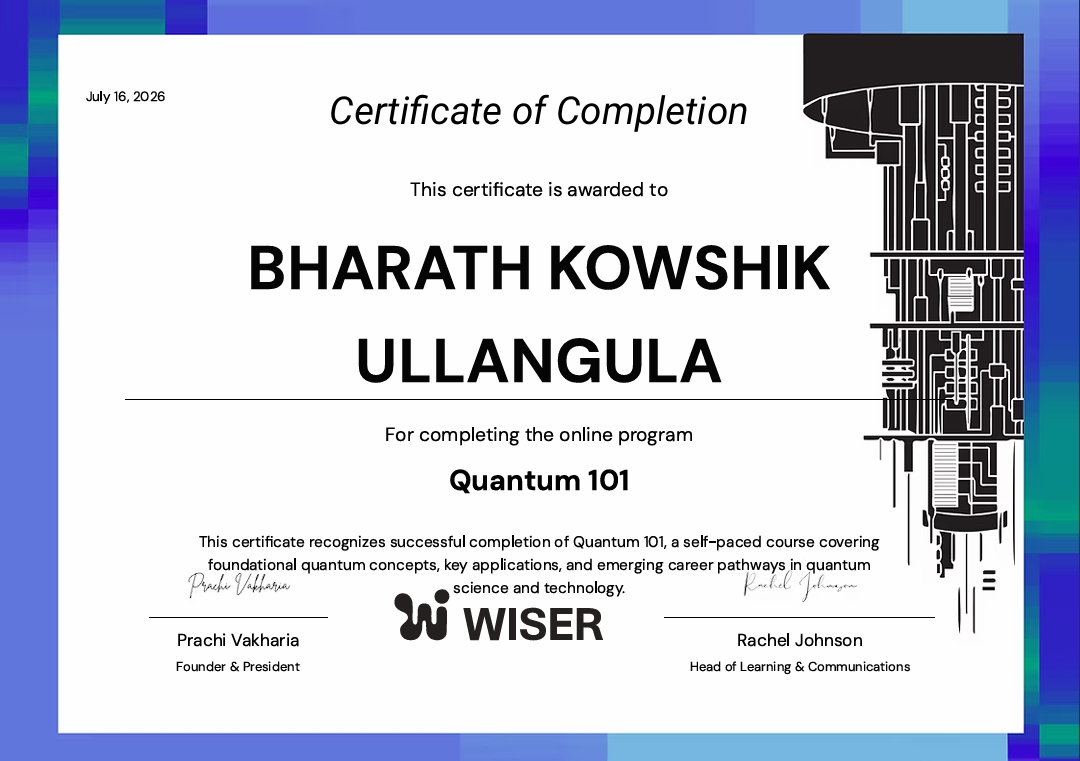 July 16, 2026
Certificate of Completion
This certificate is awarded to
BHARATH KOWSHIK
ULLANGULA
For completing the online program
Quantum 101
This certificate recognizes successful completion of Quantum 101, a self-paced course covering
foundational quantum concepts, key applications, and emerging career pathways in quantum
science and technology.
Prachi Vakharia
Rachel Johnson
Wi WISER
Prachi Vakharia
Rachel Johnson
Founder & President
Head of Learning & Communications